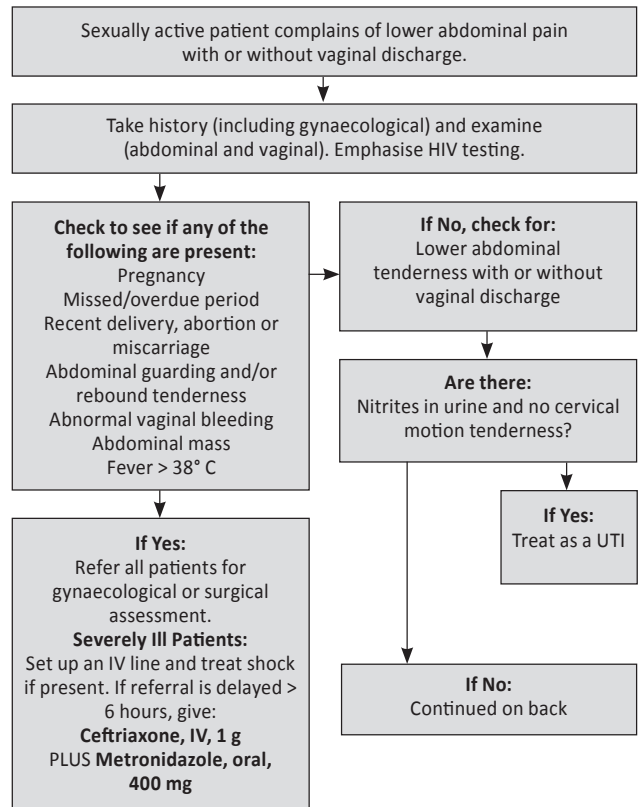 Sexually active patient complains of lower abdominal pain
with or without vaginal discharge.
Take history (including gynaecological) and examine
(abdominal and vaginal). Emphasise HIV testing.
Check to see if any of the
following are present:
Pregnancy
Missed/overdue period
Recent delivery, abortion or
miscarriage
Abdominal guarding and/or
rebound tenderness
Abnormal vaginal bleeding
Abdominal mass
Fever > 38° C
If No, check for:
Lower abdominal
tenderness with or without
vaginal discharge
Are there:
Nitrites in urine and no cervical
motion tenderness?
If Yes:
Treat as a UTI
If Yes:
Refer all patients for
gynaecological or surgical
assessment.
Severely Ill Patients:
Set up an IV line and treat shock
if present. If referral is delayed >
6 hours, give:
Ceftriaxone, IV, 1 g
PLUS Metronidazole, oral,
400 mg
If No:
Continued on back